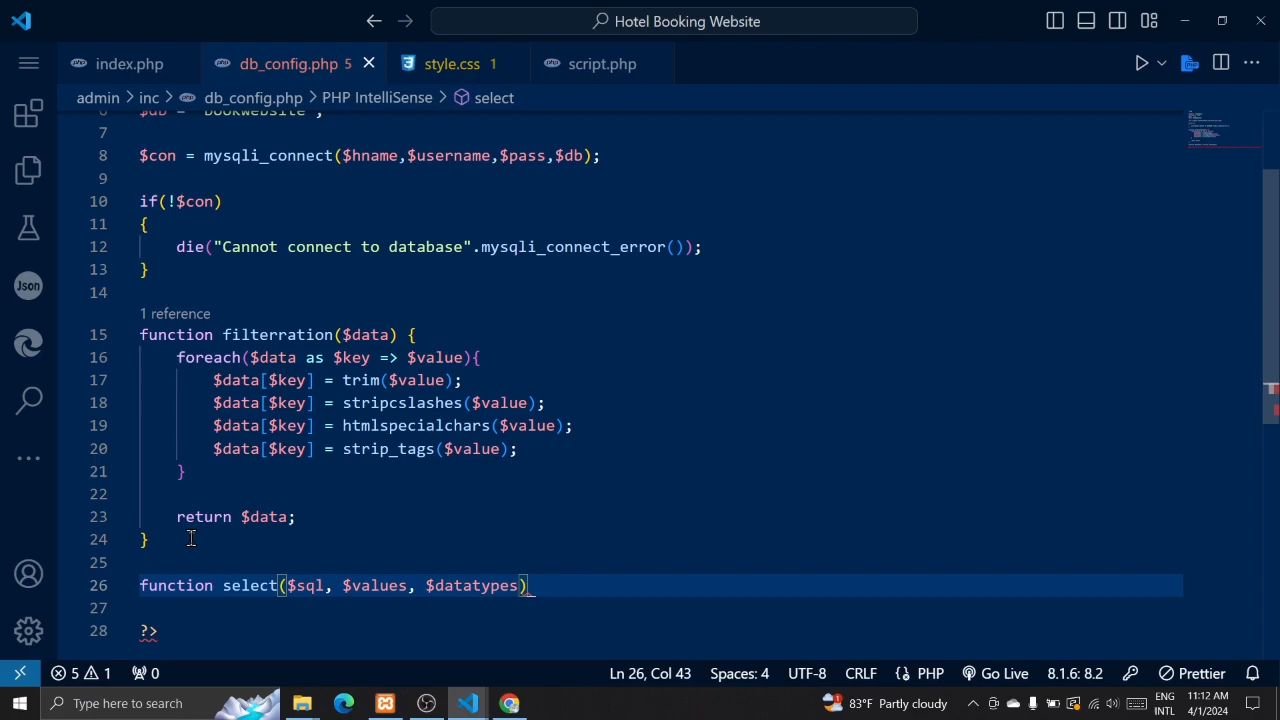 Hotel Booking Website
index.php
db_config.php 5
style.css 1
script.php
admin > inc > db_config.php > PHP IntelliSense > select
6 $db = 'bookwebsite';
7
8 $con = mysqli_connect($hname,$username,$pass,$db);
9
10 if(!$con)
11 {
12 die("Cannot connect to database".mysqli_connect_error());
13 }
14
1 reference
15 function filterration($data) {
16 foreach($data as $key => $value){
17 $data[$key] = trim($value);
18 $data[$key] = stripcslashes($value);
19 $data[$key] = htmlspecialchars($value);
20 $data[$key] = strip_tags($value);
21 }
22
23 return $data;
24 }
25
26 function select($sql, $values, $datatypes)
27
28 ?>
Json
5 1 0 Ln 26, Col 43 Spaces: 4 UTF-8 CRLF PHP Go Live 8.1.6: 8.2 Prettier
Type here to search
83°F Partly cloudy
ENG
INTL
11:12 AM
4/1/2024